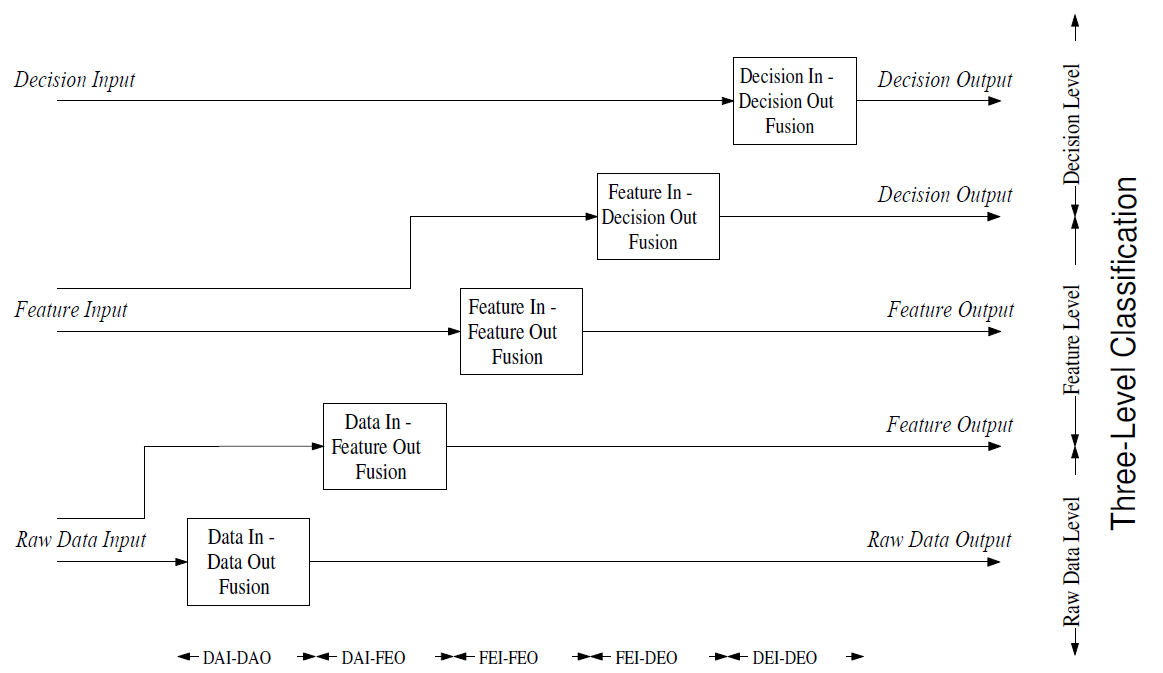 Decision Input
Decision In -
Decision Out
Fusion
Decision Output
Feature In -
Decision Out
Fusion
Decision Output
Feature Input
Feature In -
Feature Out
Fusion
Feature Output
Data In -
Feature Out
Fusion
Feature Output
Raw Data Input
Data In -
Data Out
Fusion
Raw Data Output
DAI-DAO
DAI-FEO
FEI-FEO
FEI-DEO
DEI-DEO
Decision Level
Feature Level
Raw Data Level
Three-Level Classification